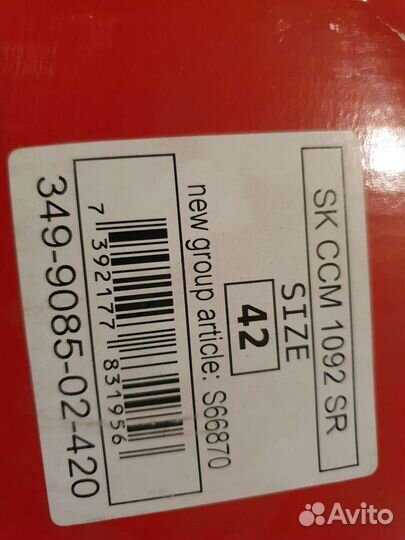 SK CCM 1092 SR
SIZE
42
new group article: S66870
7 392177 831956
349-9085-02-420
Avito